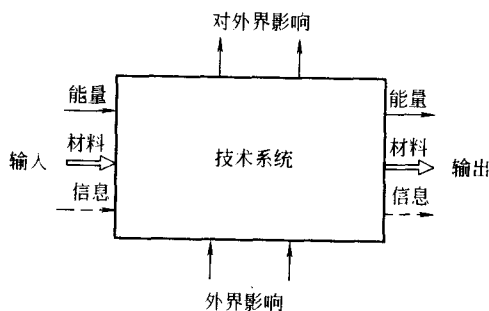 对外界影响
能量 能量
材料 材料
输入 技术系统 输出
信息 信息
外界影响